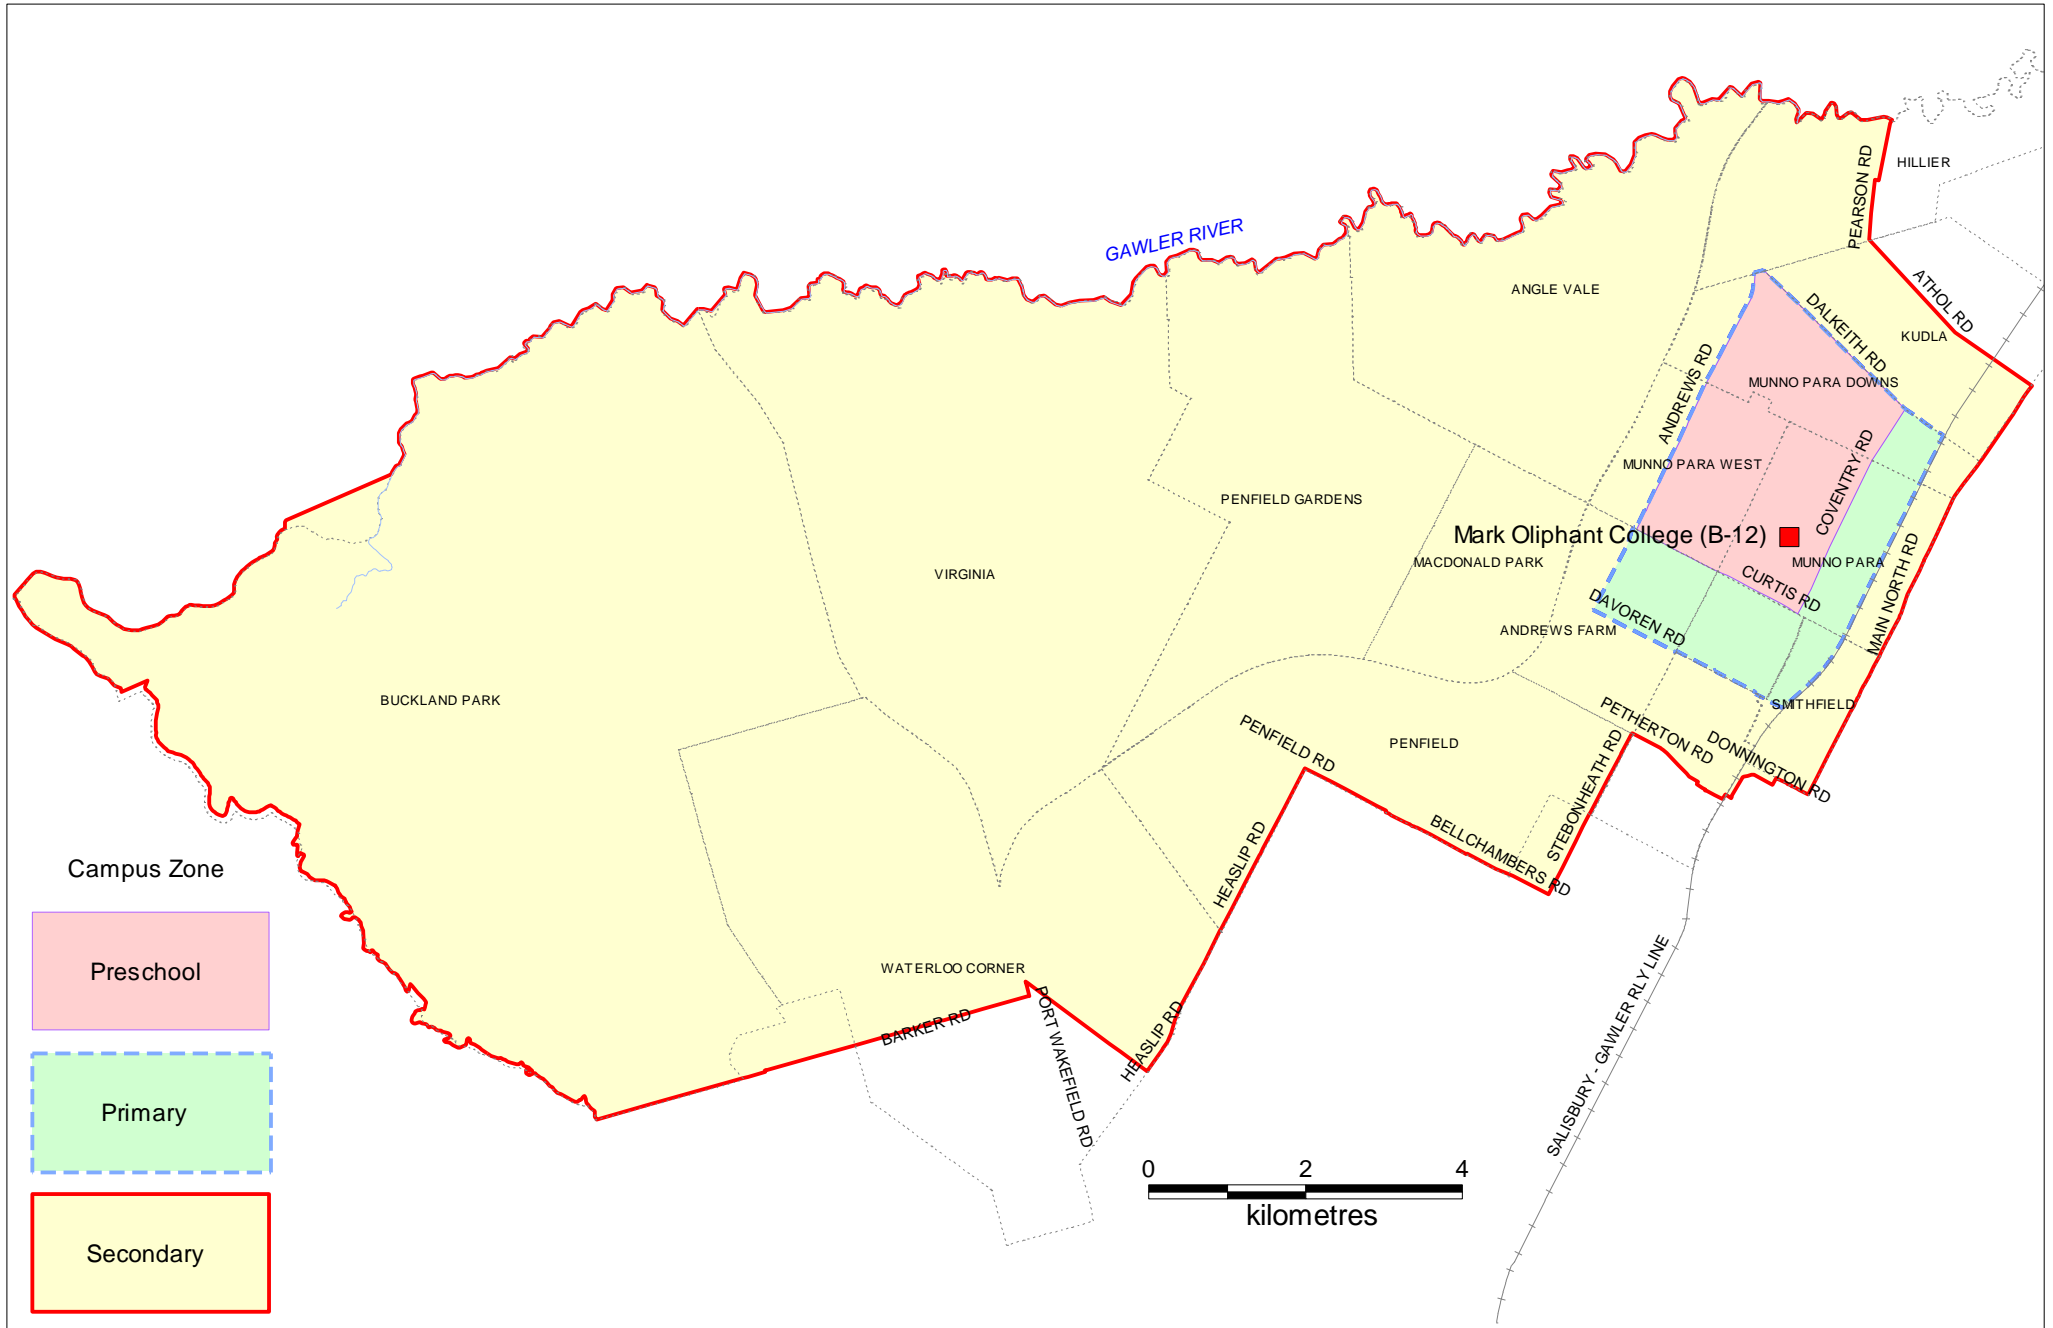 HILLIER
PEARSON RD
GAWLER RIVER
ATHOL RD
ANGLE VALE
DALKEITH RD
KUDLA
ANDREWS RD
MUNNO PARA DOWNS
MUNNO PARA WEST
COVENTRY RD
PENFIELD GARDENS
Mark Oliphant College (B-12)
MACDONALD PARK
MUNNO PARA
VIRGINIA
CURTIS RD
MAIN NORTH RD
DAVOREN RD
ANDREWS FARM
BUCKLAND PARK
SMITHFIELD
PETHERTON RD
DONNINGTON RD
PENFIELD RD
PENFIELD
STEBONHEATH RD
BELLCHAMBERS RD
HEASLIP RD
WATERLOO CORNER
BARKER RD
PORT WAKEFIELD RD
HEASLIP RD
SALISBURY - GAWLER RLY LINE
Campus Zone
Preschool
Primary
Secondary
0 2 4
kilometres